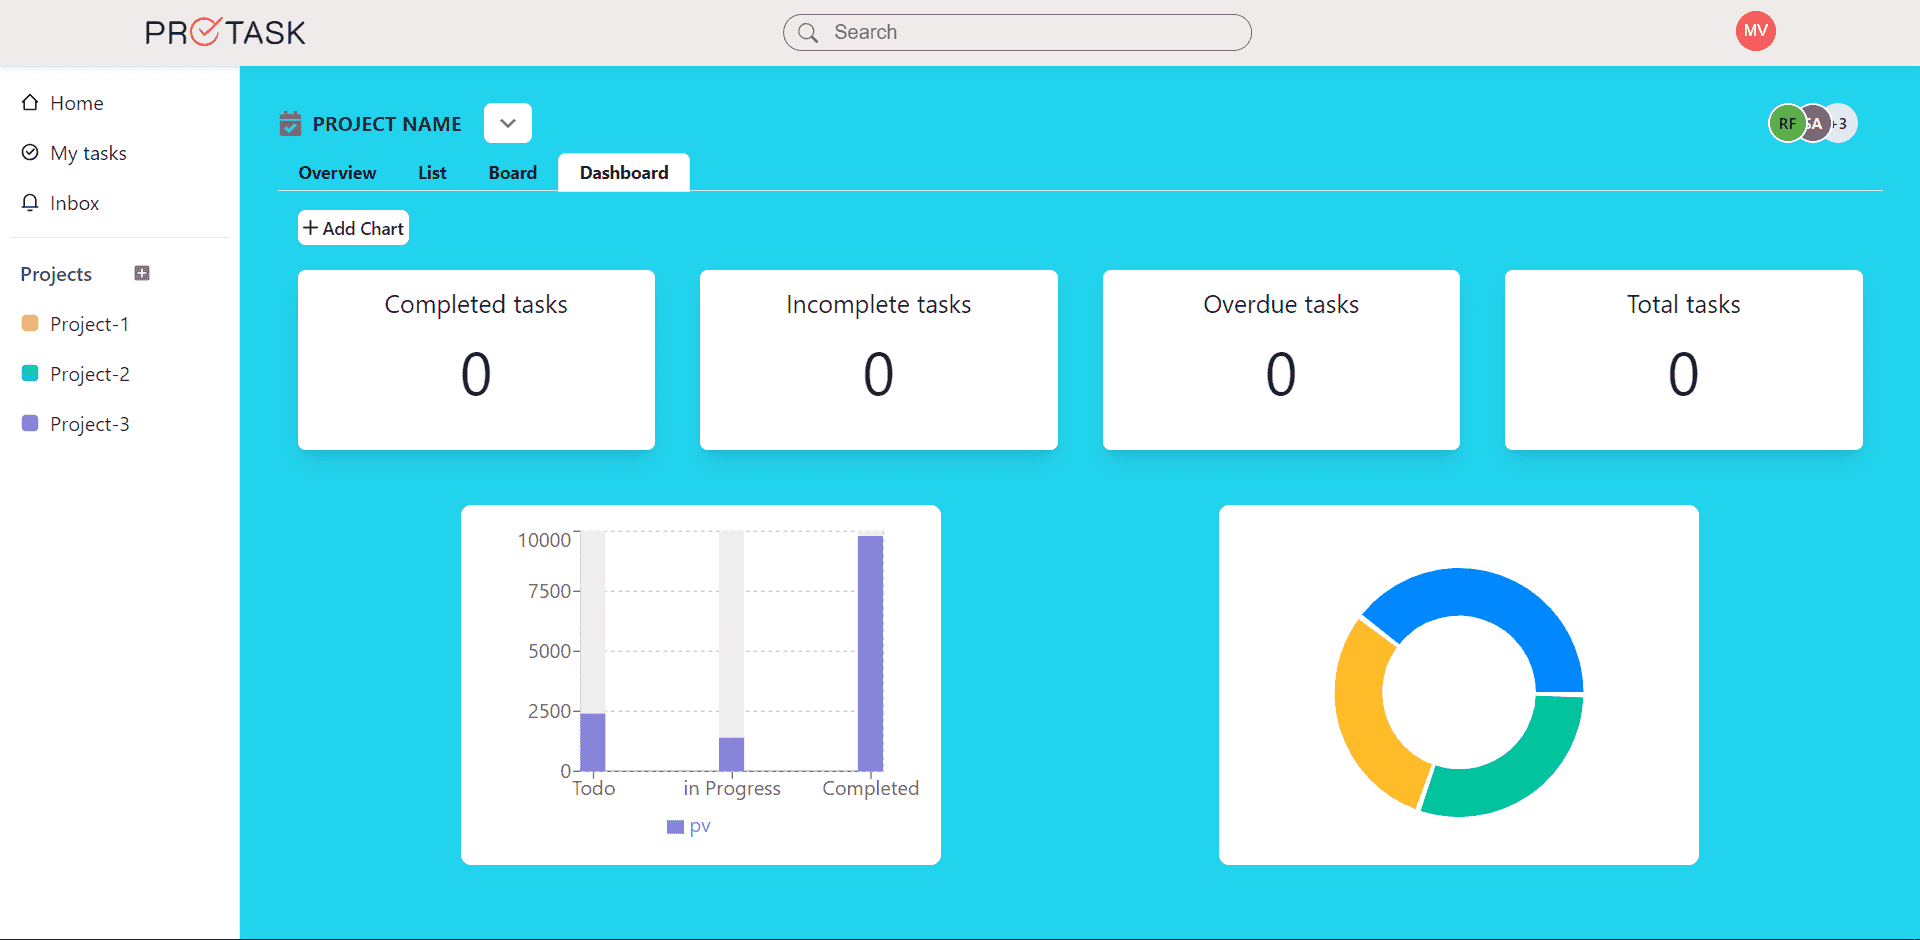 PROTASK
Search
MV
Home
My tasks
Inbox
Projects
Project-1
Project-2
Project-3
PROJECT NAME
RF SA +3
Overview List Board Dashboard
+ Add Chart
Completed tasks
0
Incomplete tasks
0
Overdue tasks
0
Total tasks
0
10000
7500
5000
2500
0
Todo in Progress Completed
pv